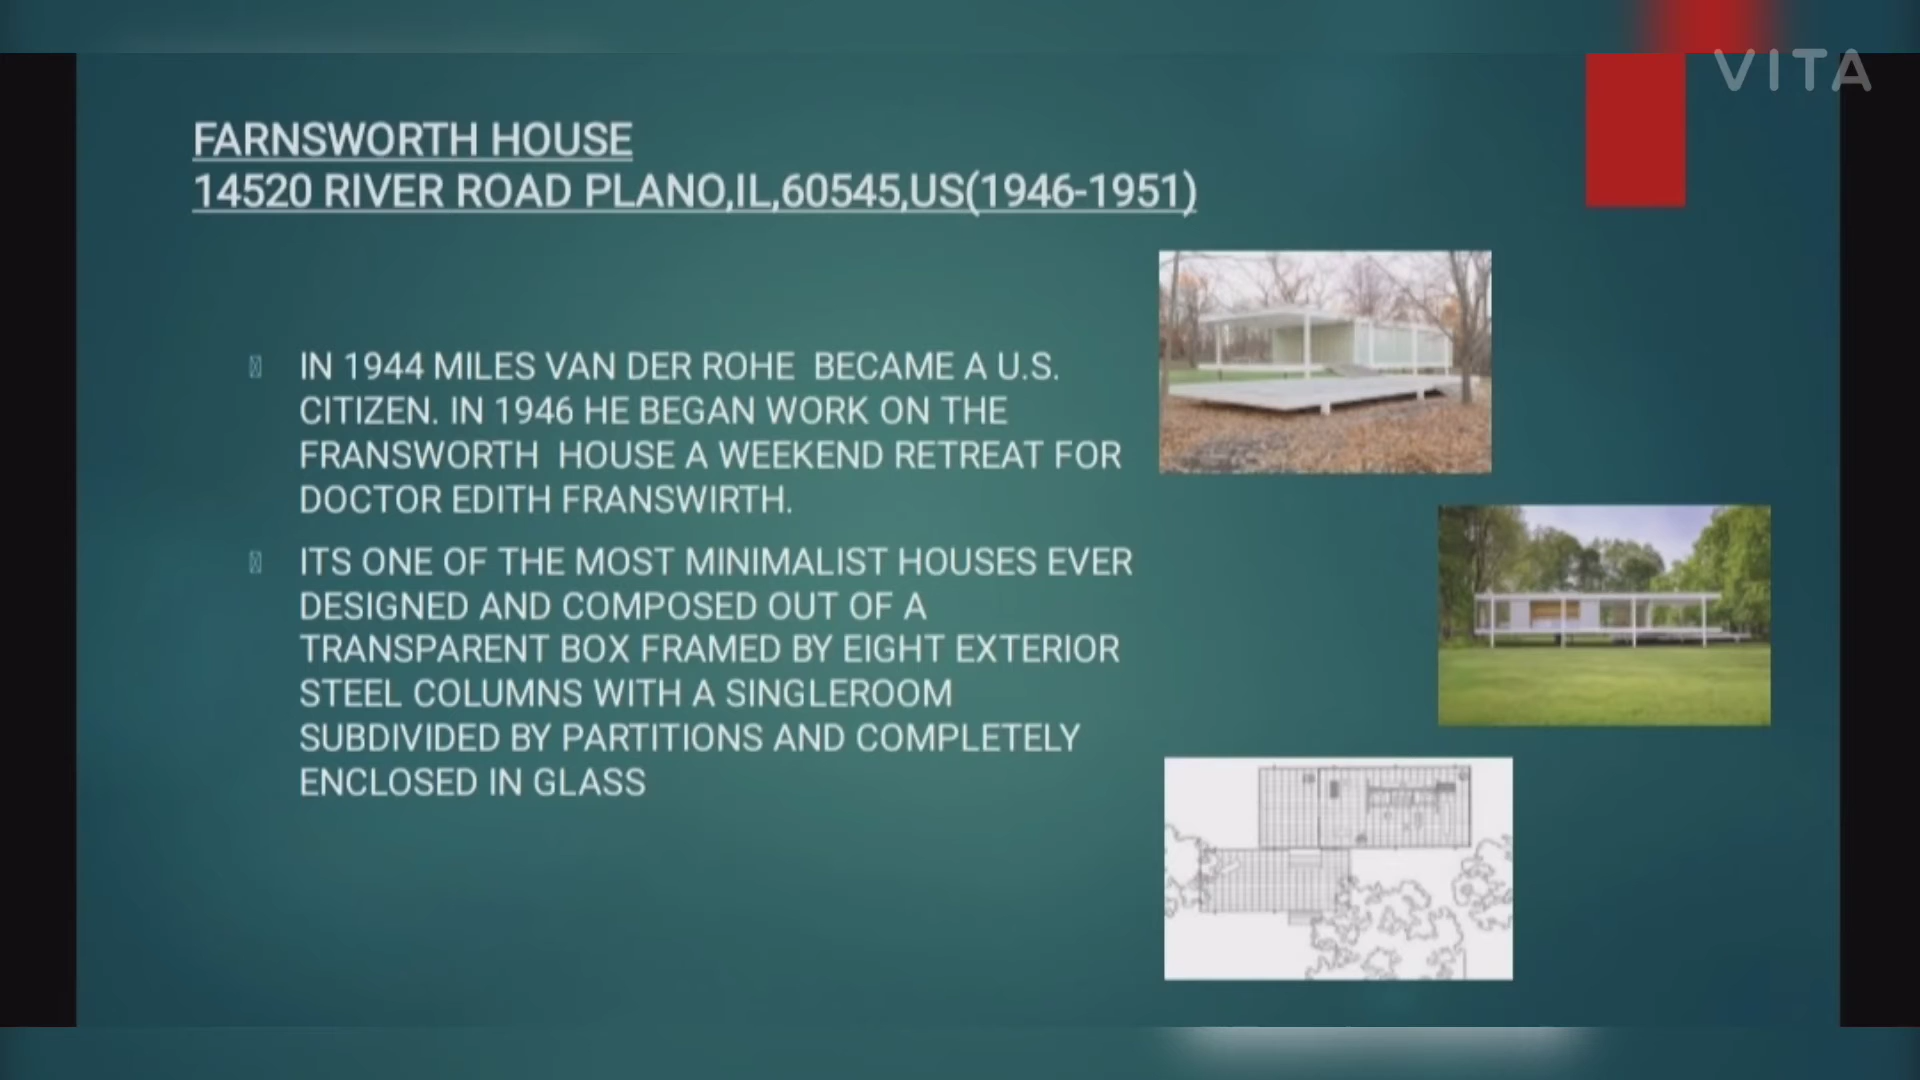 VITA
FARNSWORTH HOUSE
14520 RIVER ROAD PLANO,IL,60545,US(1946-1951)
IN 1944 MILES VAN DER ROHE  BECAME A U.S.
CITIZEN. IN 1946 HE BEGAN WORK ON THE
FRANSWORTH  HOUSE A WEEKEND RETREAT FOR
DOCTOR EDITH FRANSWIRTH.
ITS ONE OF THE MOST MINIMALIST HOUSES EVER
DESIGNED AND COMPOSED OUT OF A
TRANSPARENT BOX FRAMED BY EIGHT EXTERIOR
STEEL COLUMNS WITH A SINGLEROOM
SUBDIVIDED BY PARTITIONS AND COMPLETELY
ENCLOSED IN GLASS